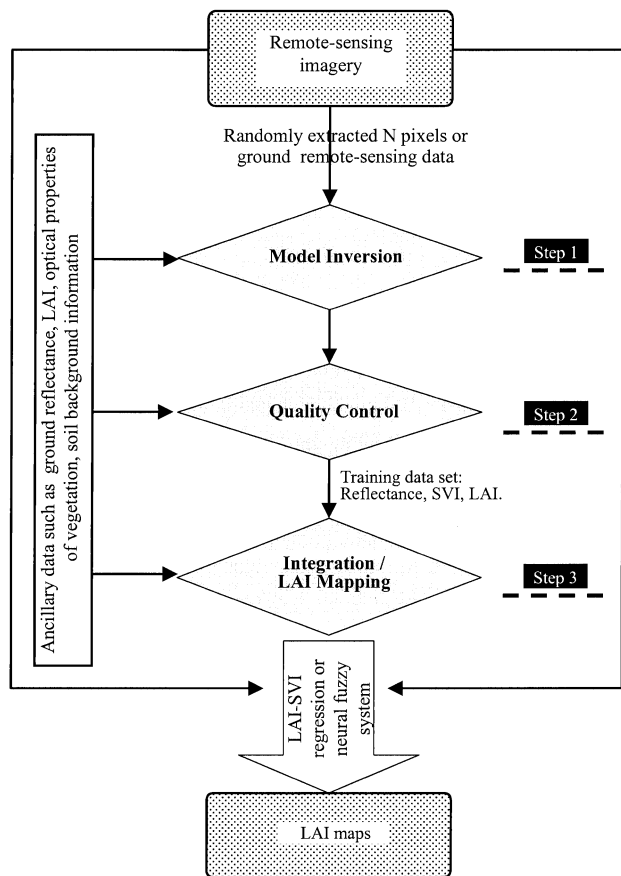 Remote-sensing
imagery
Randomly extracted N pixels or
ground remote-sensing data
Ancillary data such as ground reflectance, LAI, optical properties
of vegetation, soil background information
Model Inversion
Step 1
Quality Control
Step 2
Training data set:
Reflectance, SVI, LAI.
Integration /
LAI Mapping
Step 3
LAI-SVI
regression or
neural fuzzy
system
LAI maps